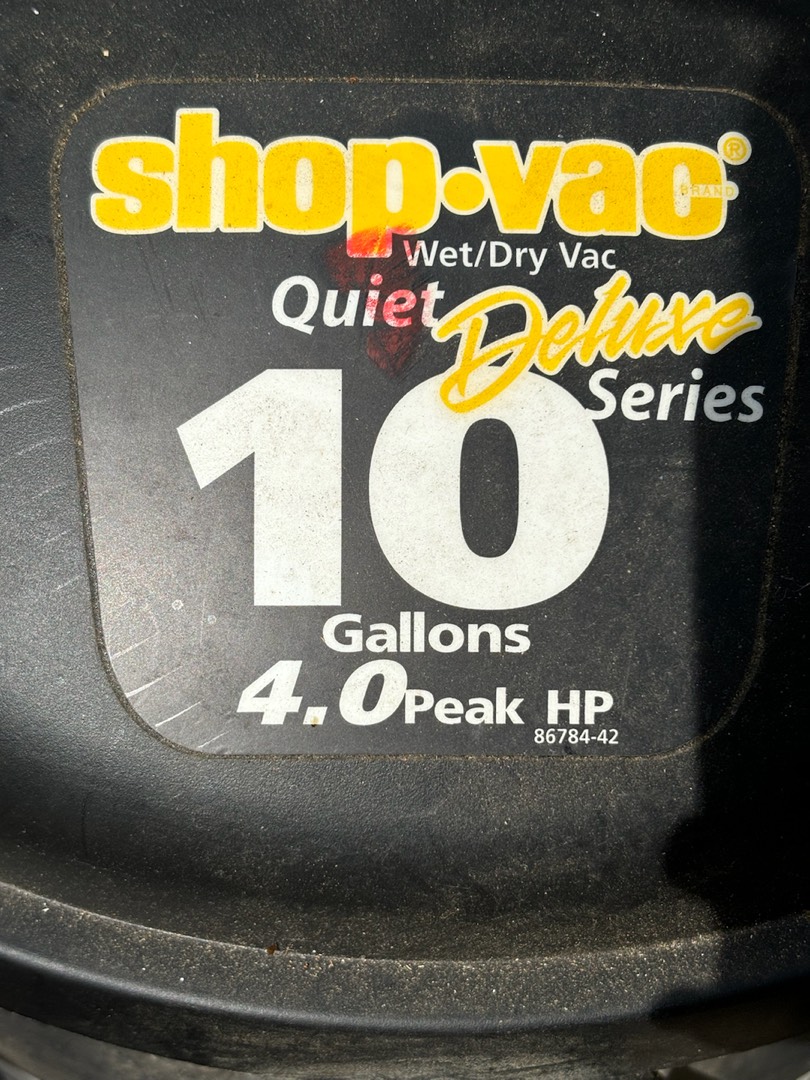 shop·vac®
BRAND
Wet/Dry Vac
Quiet Deluxe
Series
10
Gallons
4.0 Peak HP
86784-42